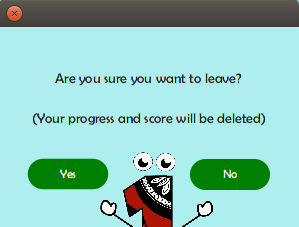 Are you sure you want to leave?
(Your progress and score will be deleted)
Yes
No